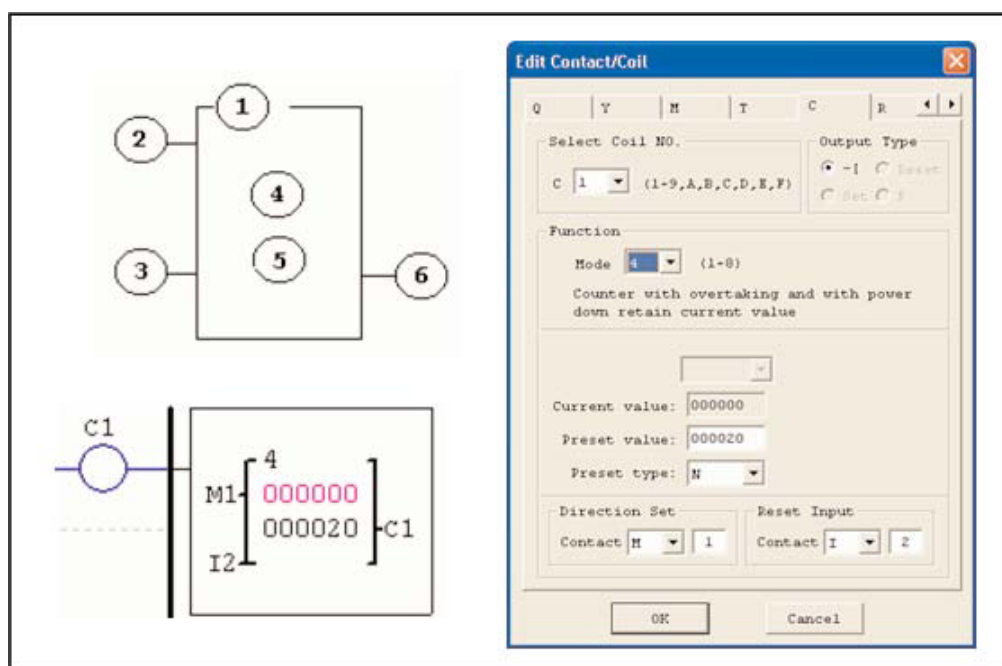 1
2
4
5
3
6
C1
4
M1
000000
000020
C1
I2
Edit Contact/Coil
Q Y M T C R
Select Coil NO.
C 1 (1-9,A,B,C,D,E,F)
Output Type
-[ Reset
Set P
Function
Mode 4 (1-8)
Counter with overtaking and with power
down retain current value
Current value: 000000
Preset value: 000020
Preset type: N
Direction Set
Contact M 1
Reset Input
Contact I 2
OK Cancel